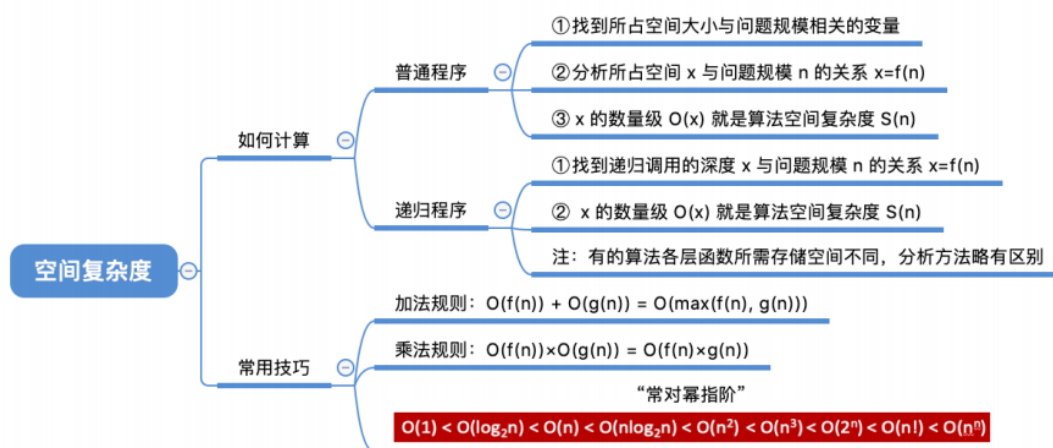 空间复杂度
如何计算
普通程序
①找到所占空间大小与问题规模相关的变量
②分析所占空间 x 与问题规模 n 的关系 x=f(n)
③ x 的数量级 O(x) 就是算法空间复杂度 S(n)
递归程序
①找到递归调用的深度 x 与问题规模 n 的关系 x=f(n)
② x 的数量级 O(x) 就是算法空间复杂度 S(n)
注：有的算法各层函数所需存储空间不同，分析方法略有区别
常用技巧
加法规则：O(f(n)) + O(g(n)) = O(max(f(n), g(n)))
乘法规则：O(f(n))×O(g(n)) = O(f(n)×g(n))
“常对幂指阶”
O(1) < O(log₂n) < O(n) < O(nlog₂n) < O(n²) < O(n³) < O(2ⁿ) < O(n!) < O(nⁿ)